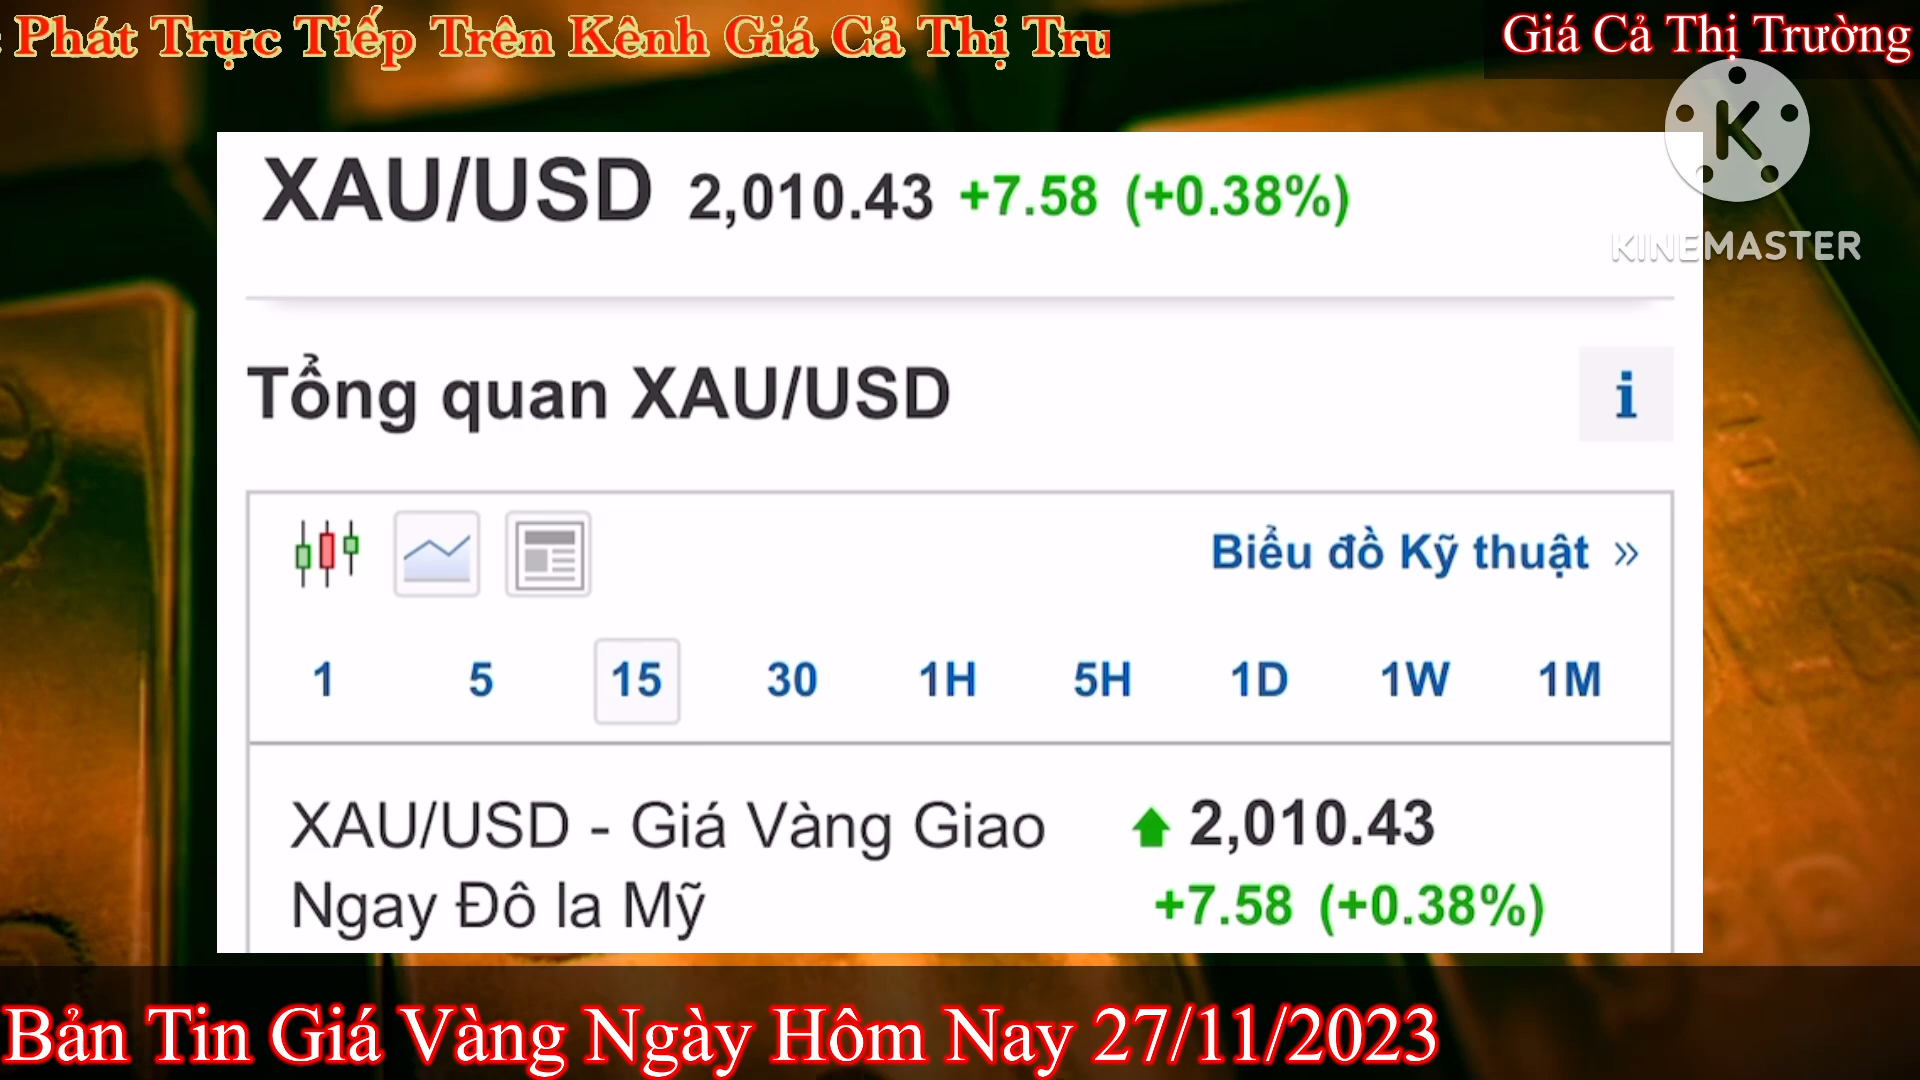 Phát Trực Tiếp Trên Kênh Giá Cả Thị Trư
Giá Cả Thị Trường
K
KINEMASTER
XAU/USD 2,010.43 +7.58 (+0.38%)
Tổng quan XAU/USD
i
Biểu đồ Kỹ thuật »
1 5 15 30 1H 5H 1D 1W 1M
XAU/USD - Giá Vàng Giao 2,010.43
Ngay Đô la Mỹ +7.58 (+0.38%)
Bản Tin Giá Vàng Ngày Hôm Nay 27/11/2023